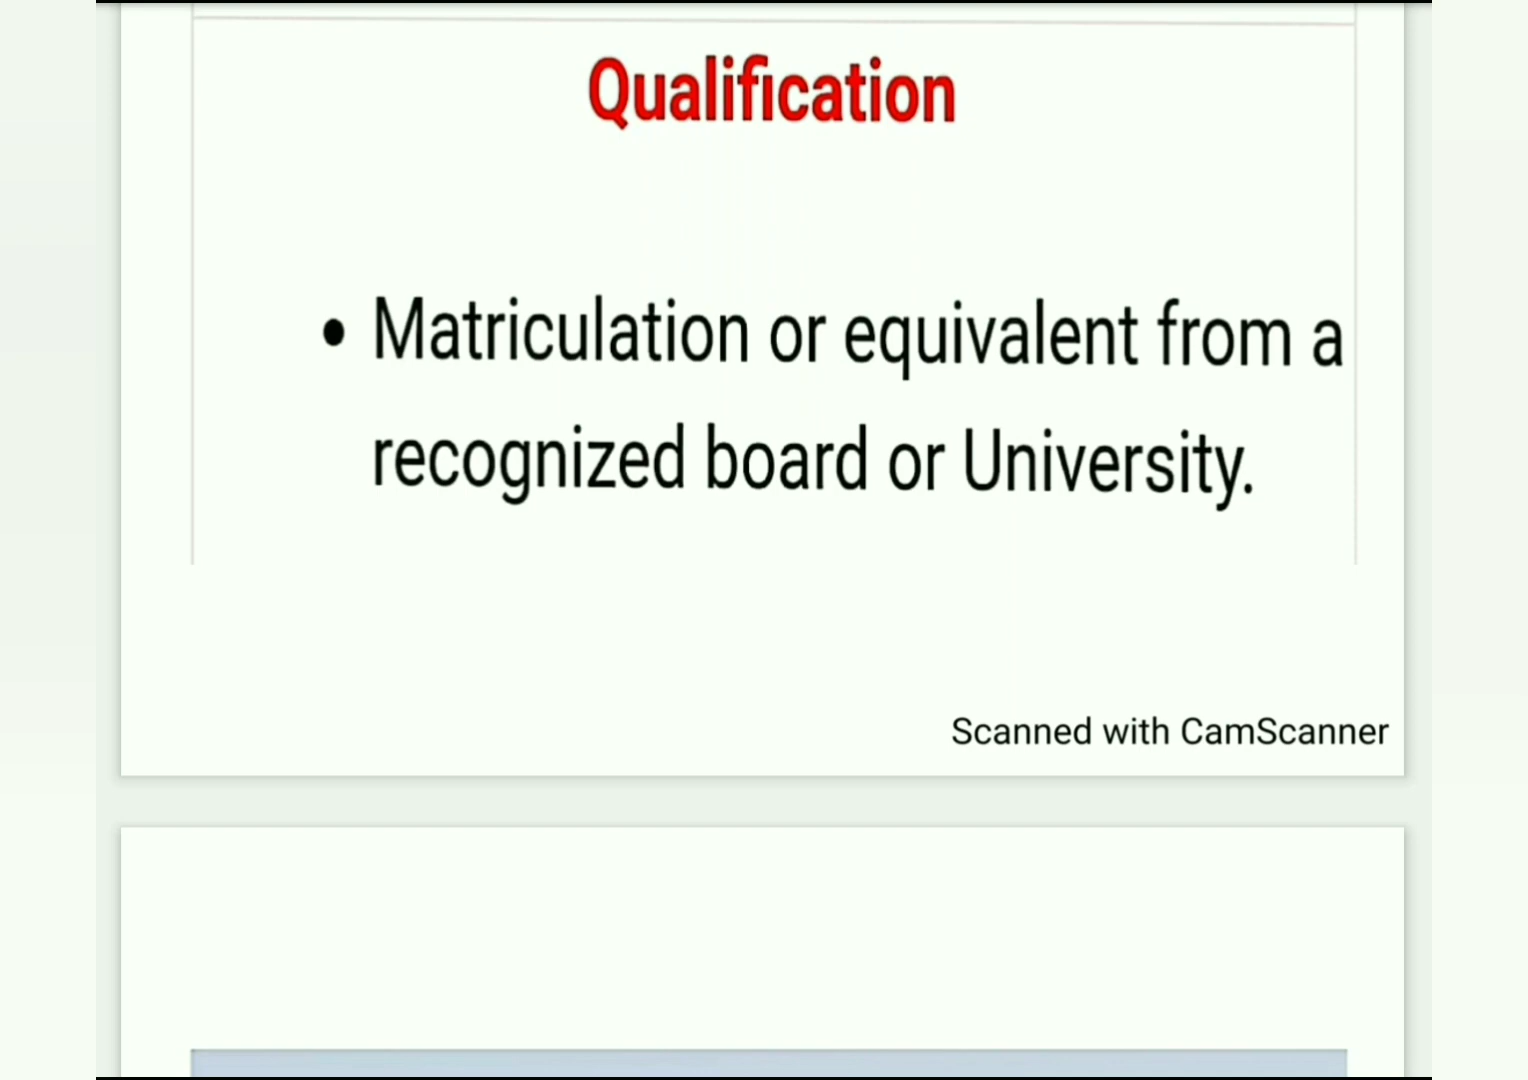 Qualification
• Matriculation or equivalent from a
recognized board or University.
Scanned with CamScanner